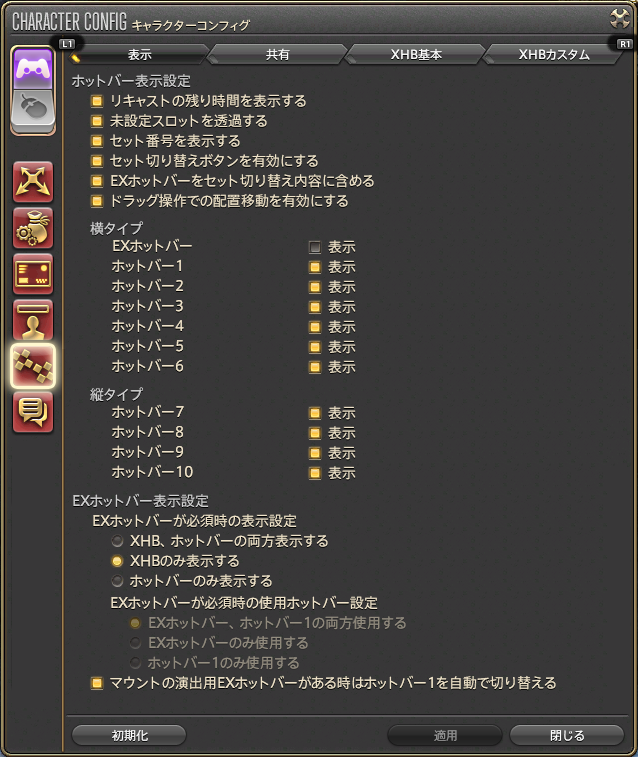 CHARACTER CONFIG キャラクターコンフィグ
L1 表示 共有 XHB基本 XHBカスタム R1
ホットバー表示設定
リキャストの残り時間を表示する
未設定スロットを透過する
セット番号を表示する
セット切り替えボタンを有効にする
EXホットバーをセット切り替え内容に含める
ドラッグ操作での配置移動を有効にする
横タイプ
EXホットバー 表示
ホットバー1 表示
ホットバー2 表示
ホットバー3 表示
ホットバー4 表示
ホットバー5 表示
ホットバー6 表示
縦タイプ
ホットバー7 表示
ホットバー8 表示
ホットバー9 表示
ホットバー10 表示
EXホットバー表示設定
EXホットバーが必須時の表示設定
XHB、ホットバーの両方表示する
XHBのみ表示する
ホットバーのみ表示する
EXホットバーが必須時の使用ホットバー設定
EXホットバー、ホットバー1の両方使用する
EXホットバーのみ使用する
ホットバー1のみ使用する
マウントの演出用EXホットバーがある時はホットバー1を自動で切り替える
初期化 適用 閉じる